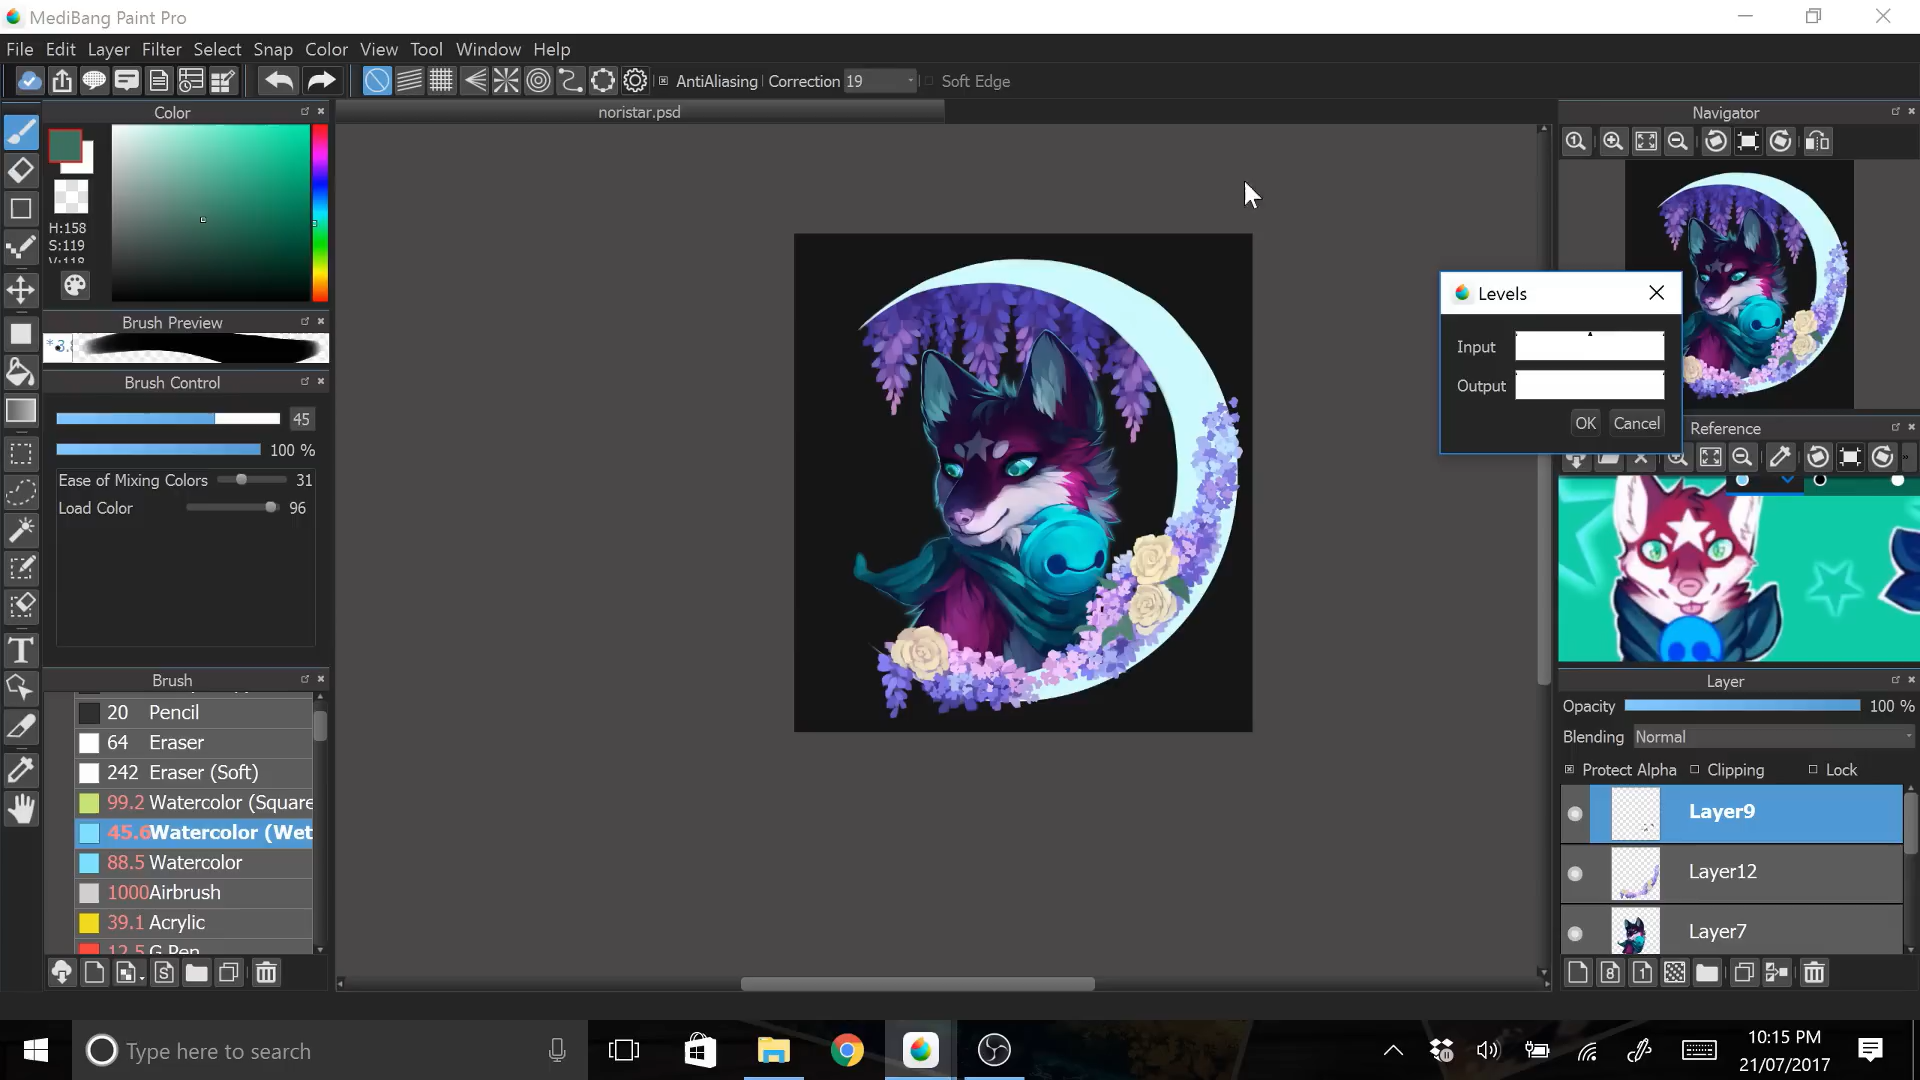 MediBang Paint Pro
File Edit Layer Filter Select Snap Color View Tool Window Help
AntiAliasing Correction 19 Soft Edge
Color
noristar.psd
Navigator
H:158
S:119
V:118
Brush Preview
Levels
Input
Output
OK Cancel
Brush Control
45
100 %
Ease of Mixing Colors 31
Load Color 96
Reference
Brush
20 Pencil
64 Eraser
242 Eraser (Soft)
99.2 Watercolor (Square
45.6 Watercolor (Wet
88.5 Watercolor
1000 Airbrush
39.1 Acrylic
12.5 G Pen
Layer
Opacity 100 %
Blending Normal
Protect Alpha Clipping Lock
Layer9
Layer12
Layer7
Type here to search
10:15 PM
21/07/2017